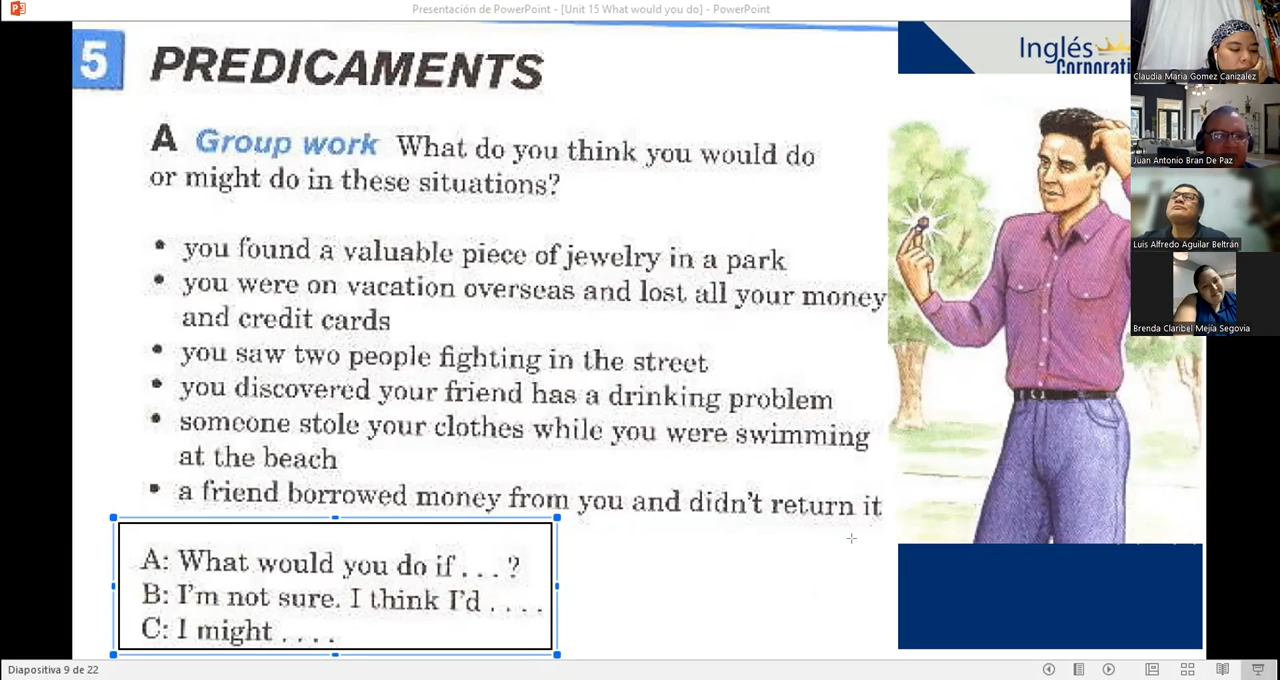 Presentación de PowerPoint - [Unit 15 What would you do] - PowerPoint
5 PREDICAMENTS
Inglés
Corporati
A Group work What do you think you would do
or might do in these situations?
• you found a valuable piece of jewelry in a park
• you were on vacation overseas and lost all your money
and credit cards
• you saw two people fighting in the street
• you discovered your friend has a drinking problem
• someone stole your clothes while you were swimming
at the beach
• a friend borrowed money from you and didn't return it
A: What would you do if . . . ?
B: I'm not sure. I think I'd . . . .
C: I might . . . .
Claudia Maria Gomez Canizalez
Juan Antonio Bran De Paz
Luis Alfredo Aguilar Beltrán
Brenda Claribel Mejía Segovia
Diapositiva 9 de 22